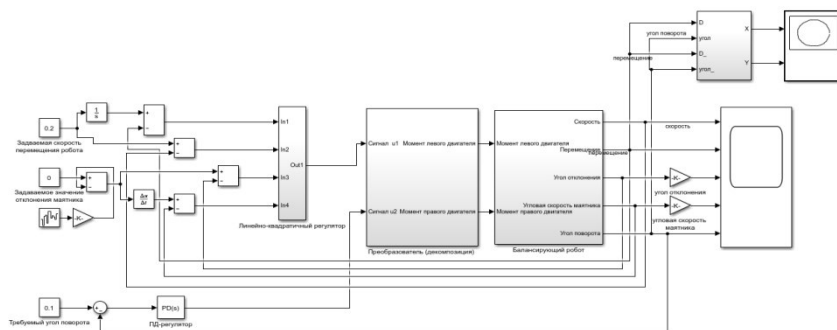 D
угол
D_
угол_
X
Y
угол поворота
перемещение
1
s
0,2
Задаваемая скорость
перемещения робота
0
Задаваемое значение
отклонения маятника
-K-
Δu
Δt
In1
In2
In3
In4
Out1
Линейно-квадратичный регулятор
Сигнал u1
Момент левого двигателя
Сигнал u2
Момент правого двигателя
Преобразователь (декомпозиция)
Момент левого двигателя
Момент правого двигателя
Скорость
Перемещение
Угол отклонения
Угловая скорость маятника
Угол поворота
Балансирующий робот
скорость
перемещение
-K-
угол отклонения
-K-
угловая скорость
маятника
0,1
Требуемый угол поворота
PD(s)
ПД-регулятор